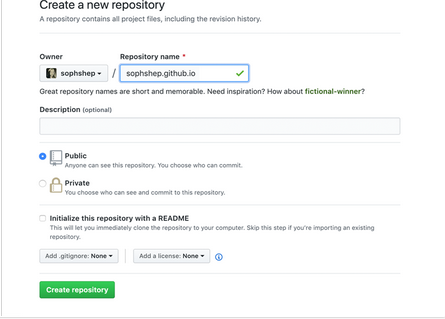 Create a new repository
A repository contains all project files, including the revision history.
Owner
Repository name *
sophshep
/
sophshep.github.io
Great repository names are short and memorable. Need inspiration? How about fictional-winner?
Description (optional)
Public
Anyone can see this repository. You choose who can commit.
Private
You choose who can see and commit to this repository.
Initialize this repository with a README
This will let you immediately clone the repository to your computer. Skip this step if you're importing an existing
repository.
Add .gitignore: None
Add a license: None
Create repository